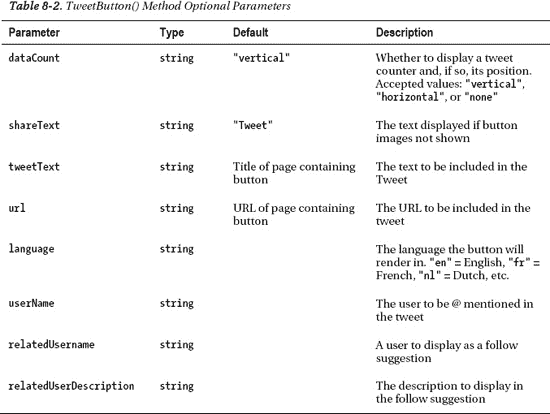 Table 8-2. TweetButton() Method Optional Parameters
Parameter Type Default Description
dataCount string "vertical" Whether to display a tweet
counter and, if so, its position.
Accepted values: "vertical",
"horizontal", or "none"
shareText string "Tweet" The text displayed if button
images not shown
tweetText string Title of page containing The text to be included in the
button Tweet
url string URL of page containing The URL to be included in the
button tweet
language string The language the button will
render in. "en" = English, "fr" =
French, "nl" = Dutch, etc.
userName string The user to be @ mentioned in
the tweet
relatedUsername string A user to display as a follow
suggestion
relatedUserDescription string The description to display in
the follow suggestion